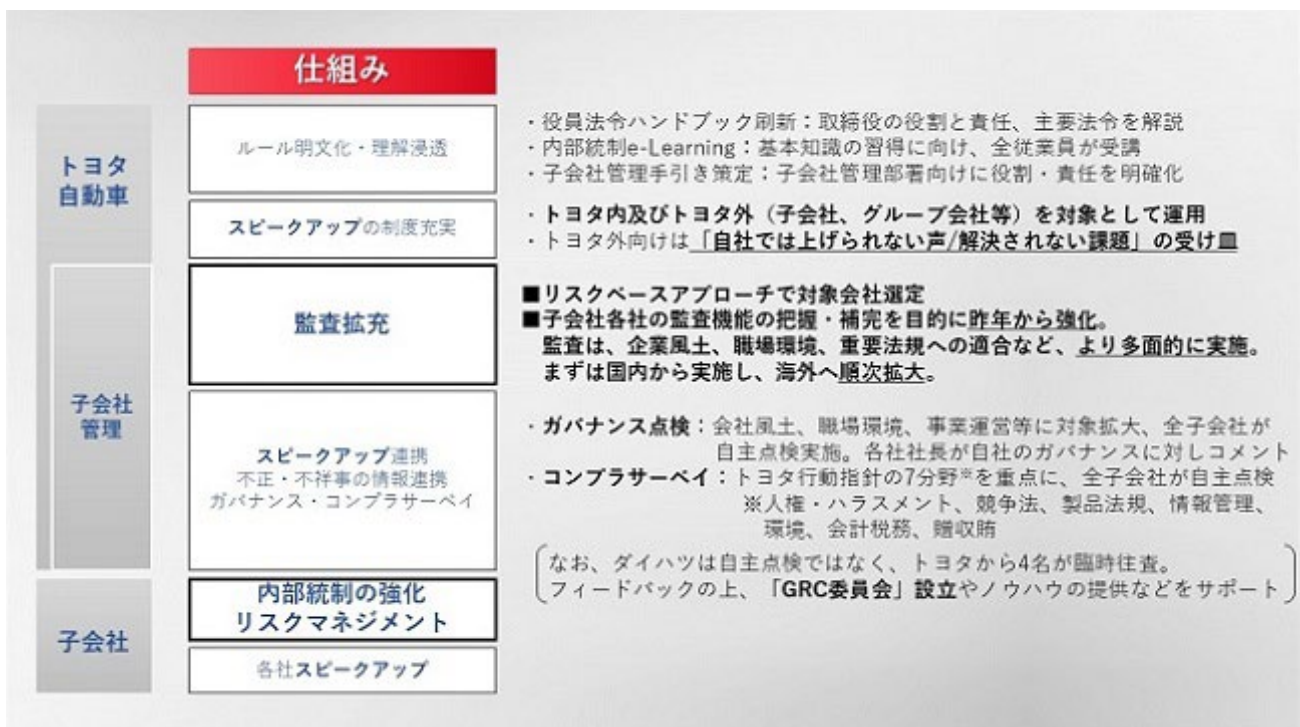 仕組み
トヨタ
自動車
ルール明文化・理解浸透
・役員法令ハンドブック刷新：取締役の役割と責任、主要法令を解説
・内部統制e-Learning：基本知識の習得に向け、全従業員が受講
・子会社管理手引き策定：子会社管理部署向けに役割・責任を明確化
スピークアップの制度充実
・トヨタ内及びトヨタ外（子会社、グループ会社等）を対象として運用
・トヨタ外向けは「自社では上げられない声/解決されない課題」の受け皿
子会社
管理
監査拡充
■リスクベースアプローチで対象会社選定
■子会社各社の監査機能の把握・補完を目的に昨年から強化。
監査は、企業風土、職場環境、重要法規への適合など、より多面的に実施。
まずは国内から実施し、海外へ順次拡大。
スピークアップ連携
不正・不祥事の情報連携
ガバナンス・コンプラサーベイ
・ガバナンス点検：会社風土、職場環境、事業運営等に対象拡大、全子会社が
自主点検実施。各社社長が自社のガバナンスに対しコメント
・コンプラサーベイ：トヨタ行動指針の7分野※を重点に、全子会社が自主点検
※人権・ハラスメント、競争法、製品法規、情報管理、
環境、会計税務、贈収賄
なお、ダイハツは自主点検ではなく、トヨタから4名が臨時往査。
フィードバックの上、「GRC委員会」設立やノウハウの提供などをサポート
子会社
内部統制の強化
リスクマネジメント
各社スピークアップ